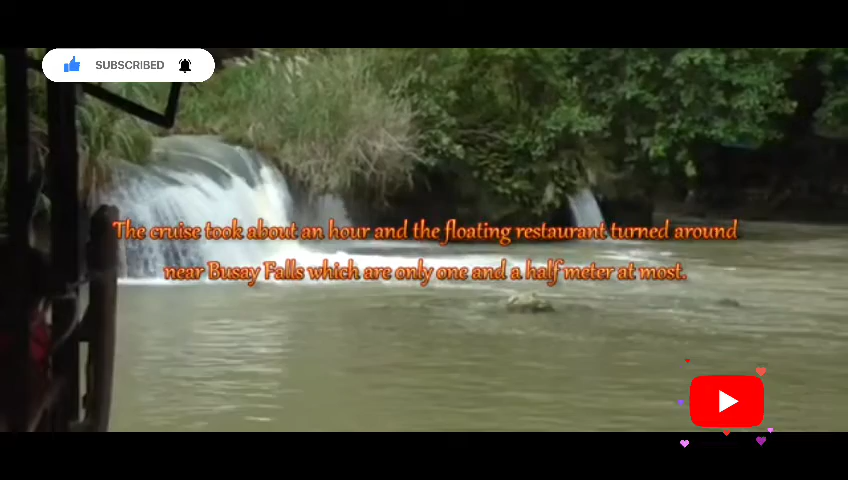 SUBSCRIBED
The cruise took about an hour and the floating restaurant turned around
near Busay Falls which are only one and a half meter at most.